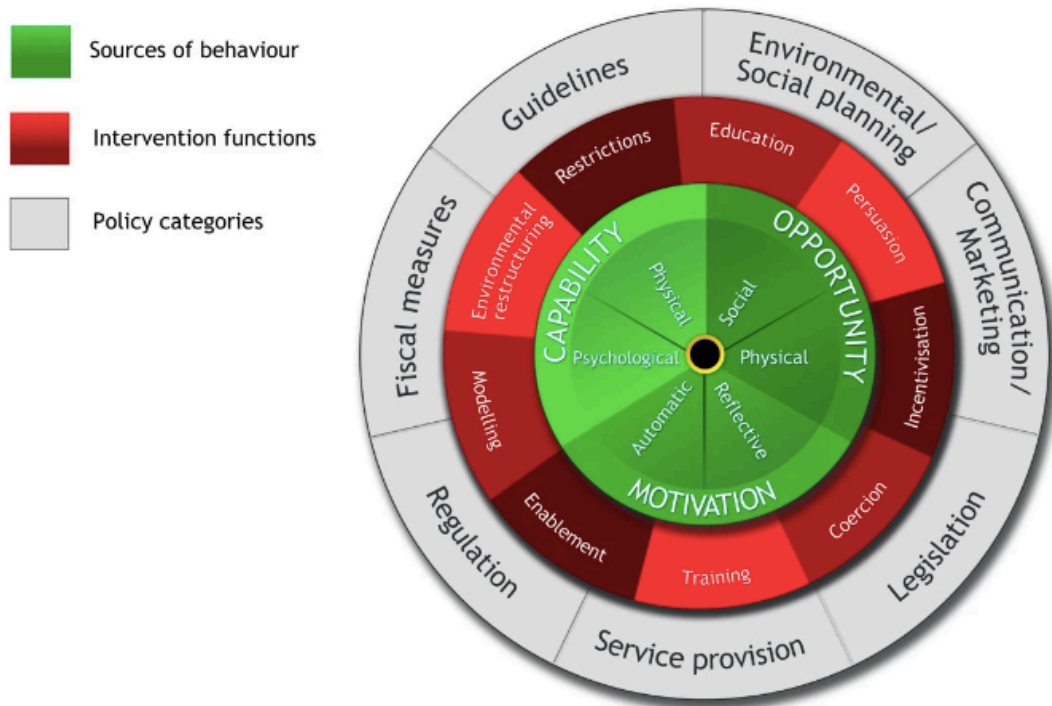 Sources of behaviour
Intervention functions
Policy categories
Guidelines
Environmental/
Social planning
Communication/
Marketing
Legislation
Service provision
Regulation
Fiscal measures
Restrictions
Education
Persuasion
Incentivisation
Coercion
Training
Enablement
Modelling
Environmental
restructuring
CAPABILITY
OPPORTUNITY
MOTIVATION
Physical
Social
Psychological
Physical
Automatic
Reflective